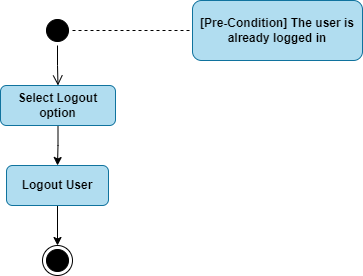 [Pre-Condition] The user is
already logged in
Select Logout
option
Logout User